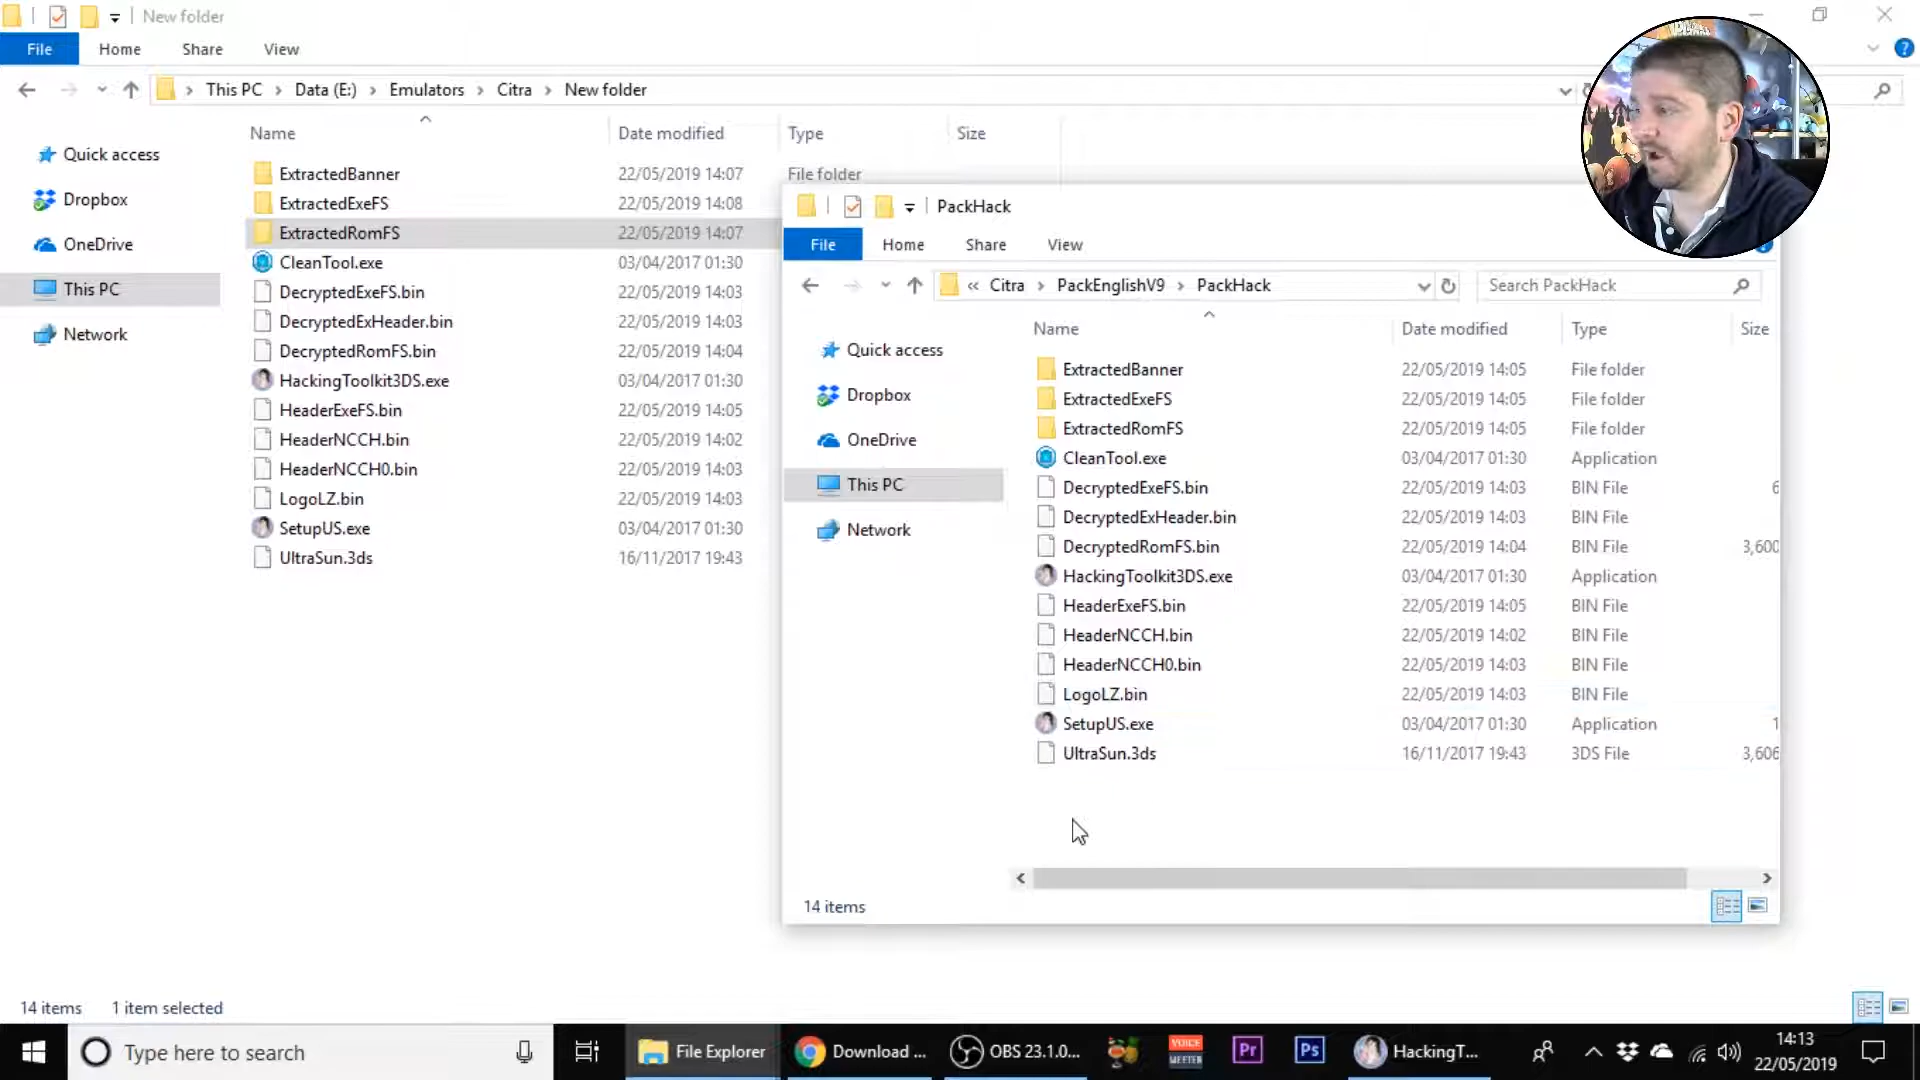 New folder
File Home Share View
This PC Data (E:) Emulators Citra New folder
Name Date modified Type Size
Quick access
Dropbox
OneDrive
This PC
Network
ExtractedBanner 22/05/2019 14:07 File folder
ExtractedExeFS 22/05/2019 14:08
ExtractedRomFS 22/05/2019 14:07
CleanTool.exe 03/04/2017 01:30
DecryptedExeFS.bin 22/05/2019 14:03
DecryptedExHeader.bin 22/05/2019 14:03
DecryptedRomFS.bin 22/05/2019 14:04
HackingToolkit3DS.exe 03/04/2017 01:30
HeaderExeFS.bin 22/05/2019 14:05
HeaderNCCH.bin 22/05/2019 14:02
HeaderNCCH0.bin 22/05/2019 14:03
LogoLZ.bin 22/05/2019 14:03
SetupUS.exe 03/04/2017 01:30
UltraSun.3ds 16/11/2017 19:43
PackHack
File Home Share View
« Citra PackEnglishV9 PackHack Search PackHack
Name Date modified Type Size
Quick access
Dropbox
OneDrive
This PC
Network
ExtractedBanner 22/05/2019 14:05 File folder
ExtractedExeFS 22/05/2019 14:05 File folder
ExtractedRomFS 22/05/2019 14:05 File folder
CleanTool.exe 03/04/2017 01:30 Application
DecryptedExeFS.bin 22/05/2019 14:03 BIN File 6
DecryptedExHeader.bin 22/05/2019 14:03 BIN File
DecryptedRomFS.bin 22/05/2019 14:04 BIN File 3,600
HackingToolkit3DS.exe 03/04/2017 01:30 Application
HeaderExeFS.bin 22/05/2019 14:05 BIN File
HeaderNCCH.bin 22/05/2019 14:02 BIN File
HeaderNCCH0.bin 22/05/2019 14:03 BIN File
LogoLZ.bin 22/05/2019 14:03 BIN File
SetupUS.exe 03/04/2017 01:30 Application 1
UltraSun.3ds 16/11/2017 19:43 3DS File 3,606
14 items
14 items 1 item selected
Type here to search
File Explorer
Download ...
OBS 23.1.0...
VOICE MEETER
Pr
Ps
HackingT...
14:13
22/05/2019